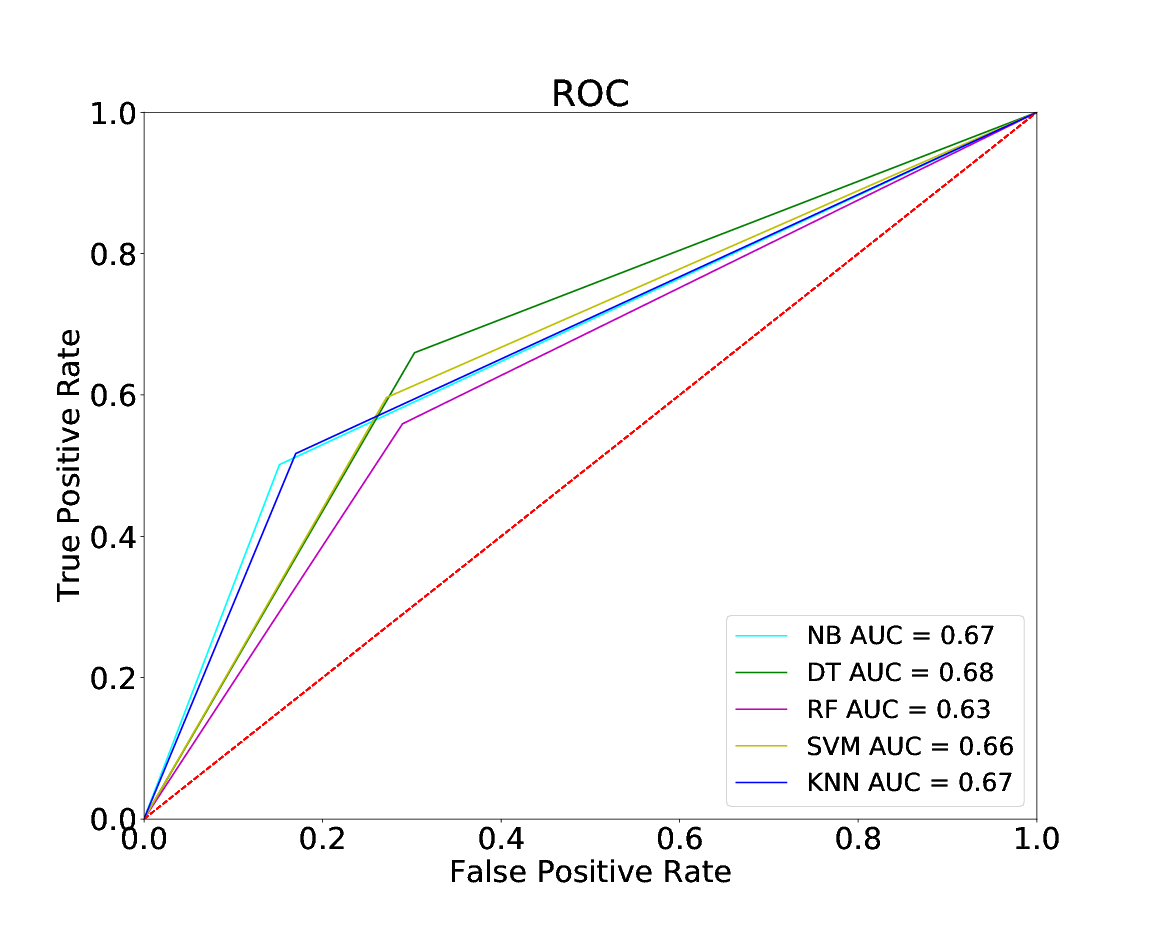 ROC
True Positive Rate
1.0
0.8
0.6
0.4
0.2
0.0
0.0 0.2 0.4 0.6 0.8 1.0
False Positive Rate
NB AUC = 0.67
DT AUC = 0.68
RF AUC = 0.63
SVM AUC = 0.66
KNN AUC = 0.67